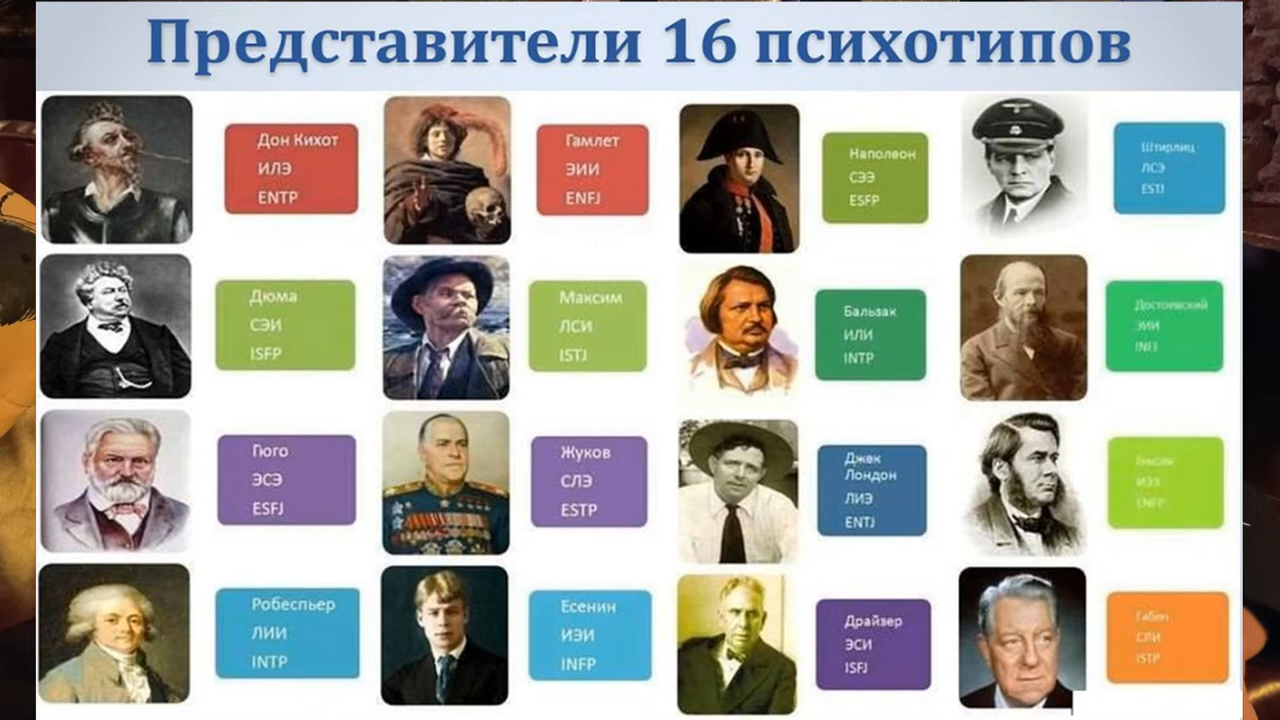 Представители 16 психотипов
Дон Кихот
ИЛЭ
ENTP
Гамлет
ЭИИ
ENFJ
Наполеон
СЭЭ
ESFP
Штирлиц
ЛСЭ
ESTJ
Дюма
СЭИ
ISFP
Максим
ЛСИ
ISTJ
Бальзак
ИЛИ
INTP
Достоевский
ЭИИ
INFJ
Гюго
ЭСЭ
ESFJ
Жуков
СЛЭ
ESTP
Джек
Лондон
ЛИЭ
ENTJ
Гексли
ИЭЭ
ENFP
Робеспьер
ЛИИ
INTP
Есенин
ИЭИ
INFP
Драйзер
ЭСИ
ISFJ
Габен
СЛИ
ISTP